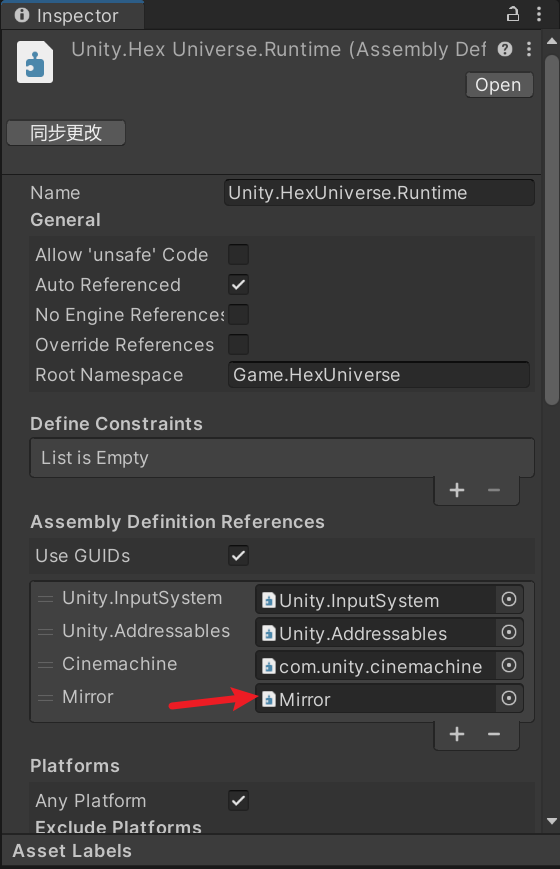 Inspector
Unity.Hex Universe.Runtime (Assembly Def
Open
同步更改
Name Unity.HexUniverse.Runtime
General
Allow 'unsafe' Code
Auto Referenced
No Engine References
Override References
Root Namespace Game.HexUniverse
Define Constraints
List is Empty
Assembly Definition References
Use GUIDs
Unity.InputSystem Unity.InputSystem
Unity.Addressables Unity.Addressables
Cinemachine com.unity.cinemachine
Mirror Mirror
Platforms
Any Platform
Exclude Platforms
Asset Labels